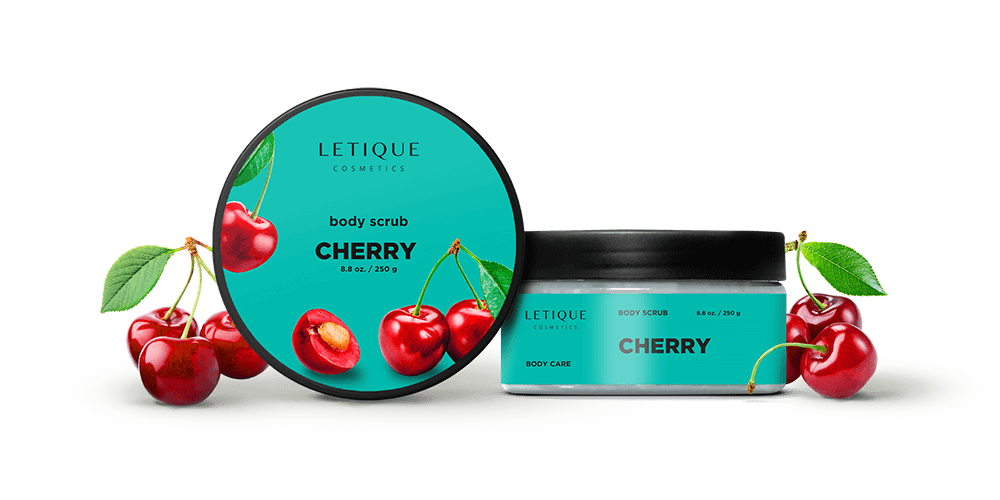 LETIQUE
COSMETICS
body scrub
CHERRY
8.8 oz. / 250 g
LETIQUE
COSMETICS
BODY SCRUB
8.8 oz. / 250 g
CHERRY
BODY CARE